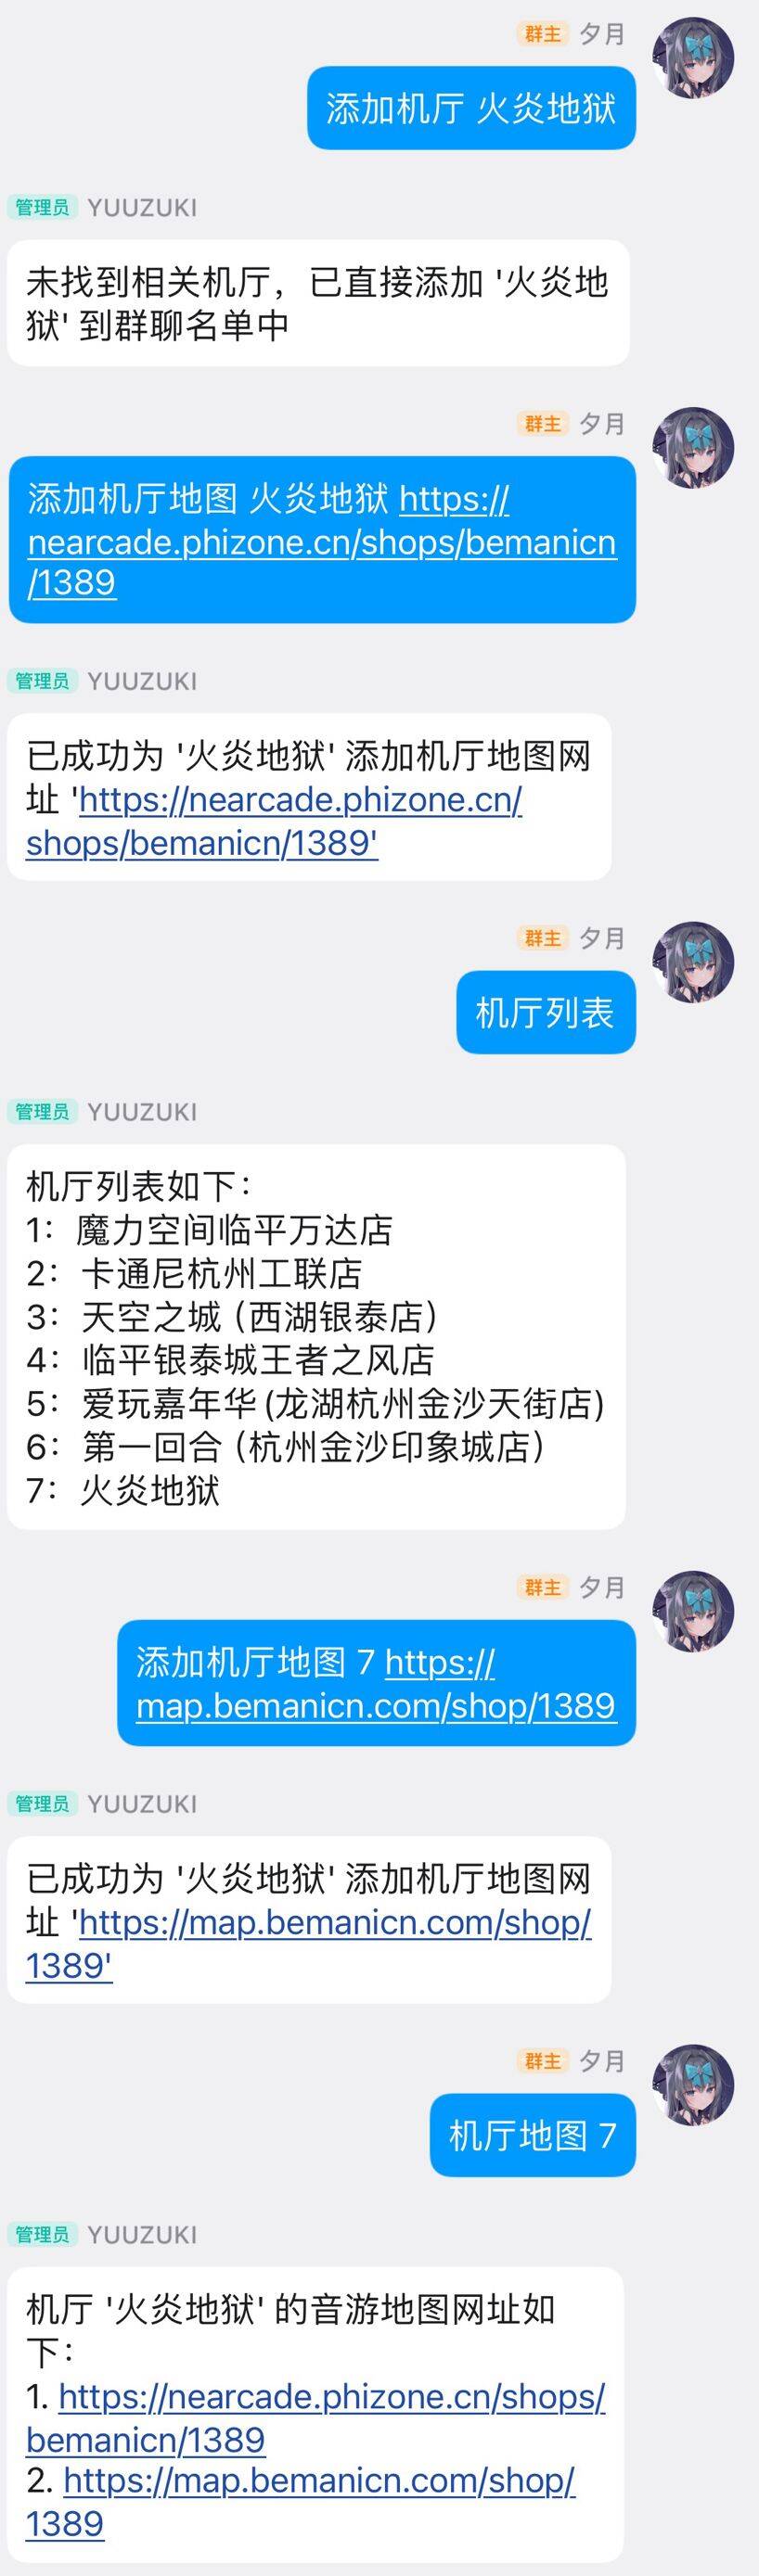 群主 夕月
添加机厅 火炎地狱
管理员 YUUZUKI
未找到相关机厅，已直接添加 '火炎地
狱' 到群聊名单中
群主 夕月
添加机厅地图 火炎地狱 https://
nearcade.phizone.cn/shops/bemanicn
/1389
管理员 YUUZUKI
已成功为 '火炎地狱' 添加机厅地图网
址 'https://nearcade.phizone.cn/
shops/bemanicn/1389'
群主 夕月
机厅列表
管理员 YUUZUKI
机厅列表如下：
1：魔力空间临平万达店
2：卡通尼杭州工联店
3：天空之城（西湖银泰店）
4：临平银泰城王者之风店
5：爱玩嘉年华(龙湖杭州金沙天街店)
6：第一回合（杭州金沙印象城店）
7：火炎地狱
群主 夕月
添加机厅地图 7 https://
map.bemanicn.com/shop/1389
管理员 YUUZUKI
已成功为 '火炎地狱' 添加机厅地图网
址 'https://map.bemanicn.com/shop/
1389'
群主 夕月
机厅地图 7
管理员 YUUZUKI
机厅 '火炎地狱' 的音游地图网址如
下：
1. https://nearcade.phizone.cn/shops/
bemanicn/1389
2. https://map.bemanicn.com/shop/
1389